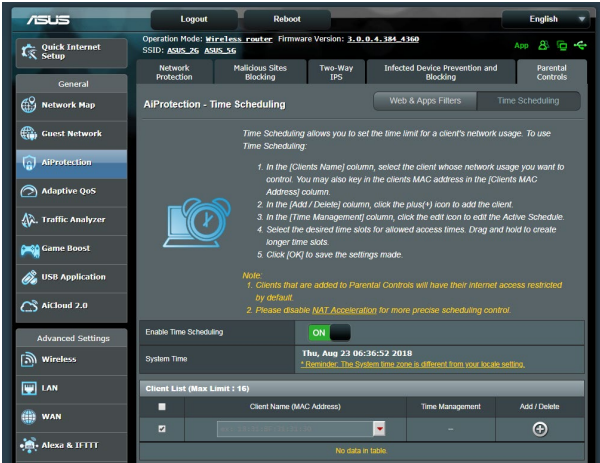 ASUS
Logout
Reboot
English
Operation Mode: Wireless router Firmware Version: 3.0.0.4.384_4360
SSID: ASUS_2G ASUS_5G
App
Quick Internet
Setup
General
Network Map
Guest Network
AiProtection
Adaptive QoS
Traffic Analyzer
Game Boost
USB Application
AiCloud 2.0
Advanced Settings
Wireless
LAN
WAN
Alexa & IFTTT
Network
Protection
Malicious Sites
Blocking
Two-Way
IPS
Infected Device Prevention and
Blocking
Parental
Controls
AiProtection - Time Scheduling
Web & Apps Filters
Time Scheduling
Time Scheduling allows you to set the time limit for a client's network usage. To use
Time Scheduling:
1. In the [Clients Name] column, select the client whose network usage you want to
control. You may also key in the clients MAC address in the [Clients MAC
Address] column.
2. In the [Add / Delete] column, click the plus(+) icon to add the client.
3. In the [Time Management] column, click the edit icon to edit the Active Schedule.
4. Select the desired time slots for allowed access times. Drag and hold to create
longer time slots.
5. Click [OK] to save the settings made.
Note:
1. Clients that are added to Parental Controls will have their internet access restricted
by default.
2. Please disable NAT Acceleration for more precise scheduling control.
Enable Time Scheduling
ON
System Time
Thu, Aug 23 06:36:52 2018
* Reminder: The System time zone is different from your locale setting.
Client List (Max Limit : 16)
Client Name (MAC Address)
Time Management
Add / Delete
-
No data in table.